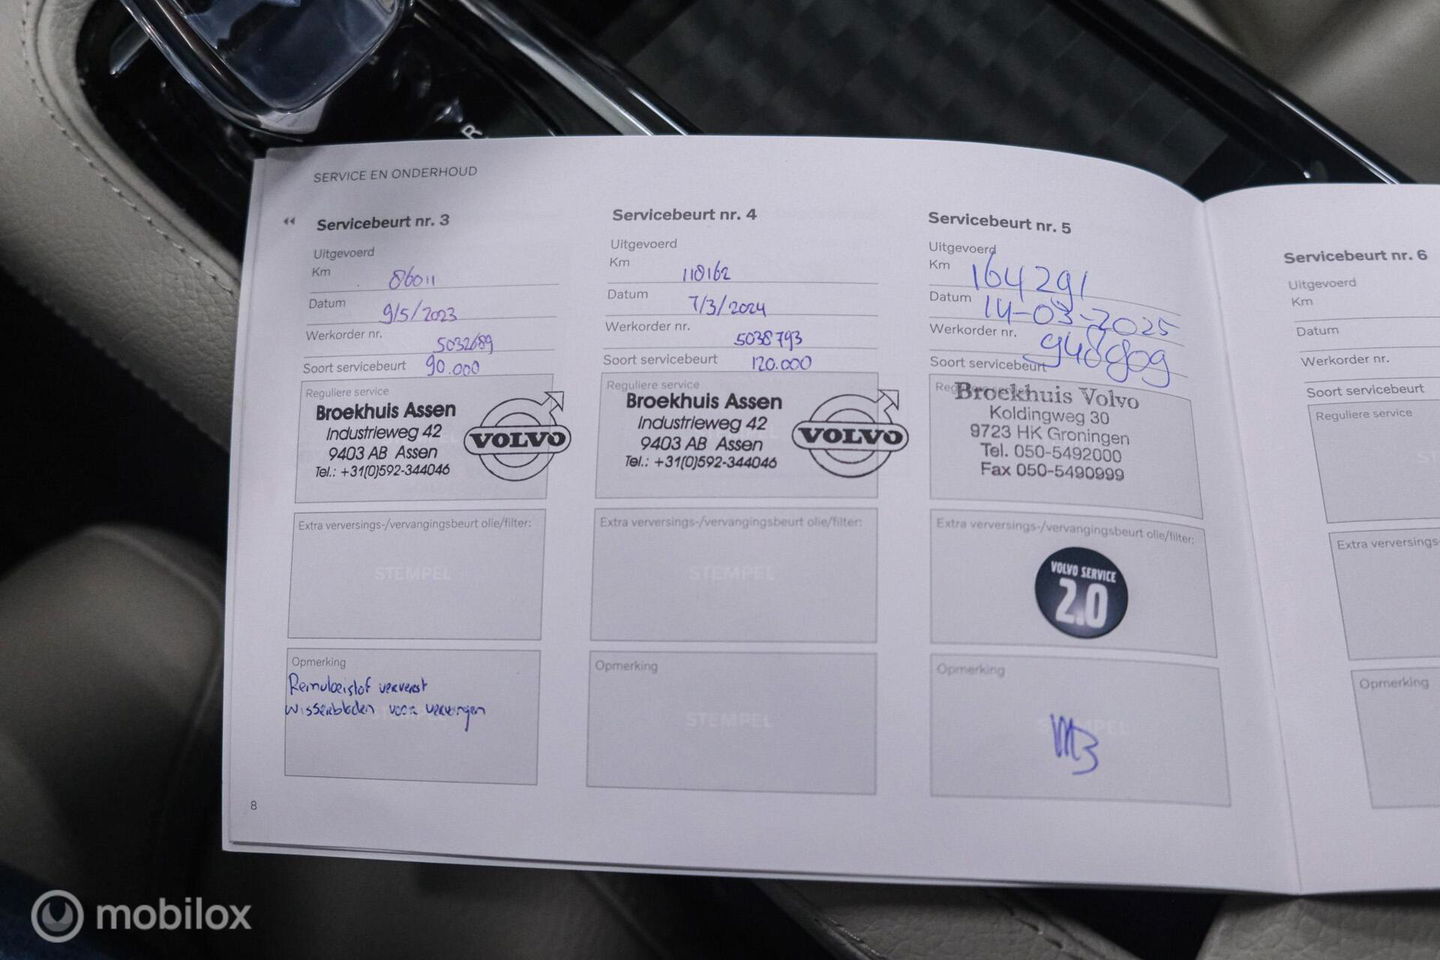 R
SERVICE EN ONDERHOUD
Servicebeurt nr. 3
Uitgevoerd
Km 86011
Datum 9/5/2023
Werkorder nr. 5032689
Soort servicebeurt 90.000
Reguliere service
Broekhuis Assen
Industrieweg 42
9403 AB Assen
Tel.: +31(0)592-344046
VOLVO
Extra verversings-/vervangingsbeurt olie/filter:
STEMPEL
Opmerking
Remvloeistof ververst
wisserbladen voor vervangen
8
Servicebeurt nr. 4
Uitgevoerd
Km 118162
Datum 7/3/2024
Werkorder nr. 5038793
Soort servicebeurt 120.000
Reguliere service
Broekhuis Assen
Industrieweg 42
9403 AB Assen
Tel.: +31(0)592-344046
VOLVO
Extra verversings-/vervangingsbeurt olie/filter:
STEMPEL
Opmerking
STEMPEL
Servicebeurt nr. 5
Uitgevoerd
Km 164291
Datum 14-03-2025
Werkorder nr.
Soort servicebeurt
Broekhuis Volvo
Koldingweg 30
9723 HK Groningen
Tel. 050-5492000
Fax 050-5490999
Extra verversings-/vervangingsbeurt olie/filter:
VOLVO SERVICE
2.0
Opmerking
Servicebeurt nr. 6
Uitgevoerd
Km
Datum
Werkorder nr.
Soort servicebeurt
Reguliere service
Extra verversings-
Opmerking
mobilox